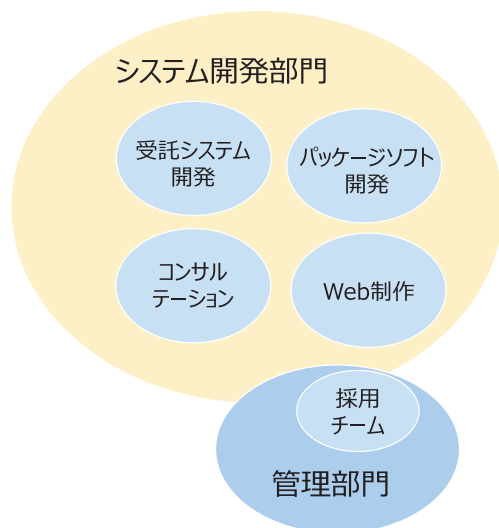 システム開発部門
受託システム
開発
パッケージソフト
開発
コンサル
テーション
Web制作
採用
チーム
管理部門